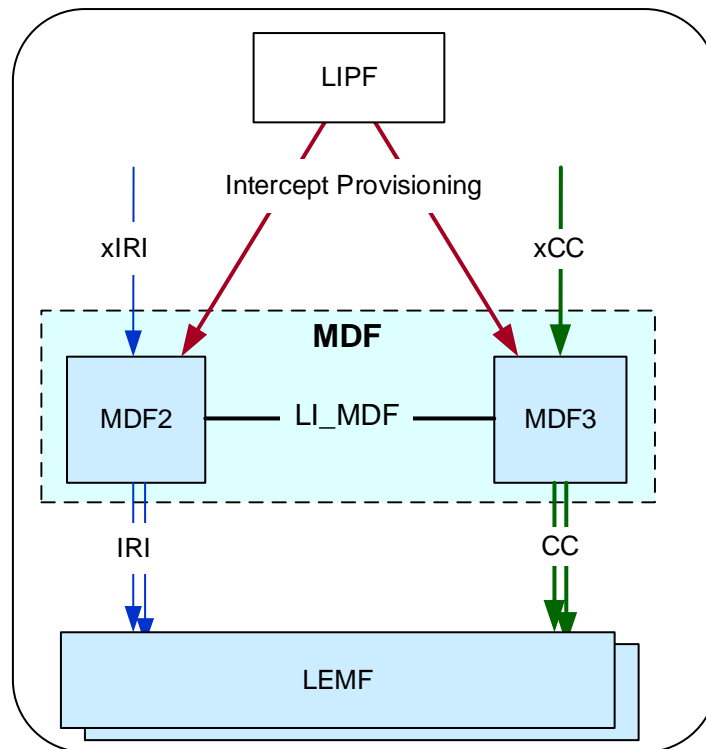 LIPF
Intercept Provisioning
xIRI
xCC
MDF
MDF2
LI_MDF
MDF3
IRI
CC
LEMF